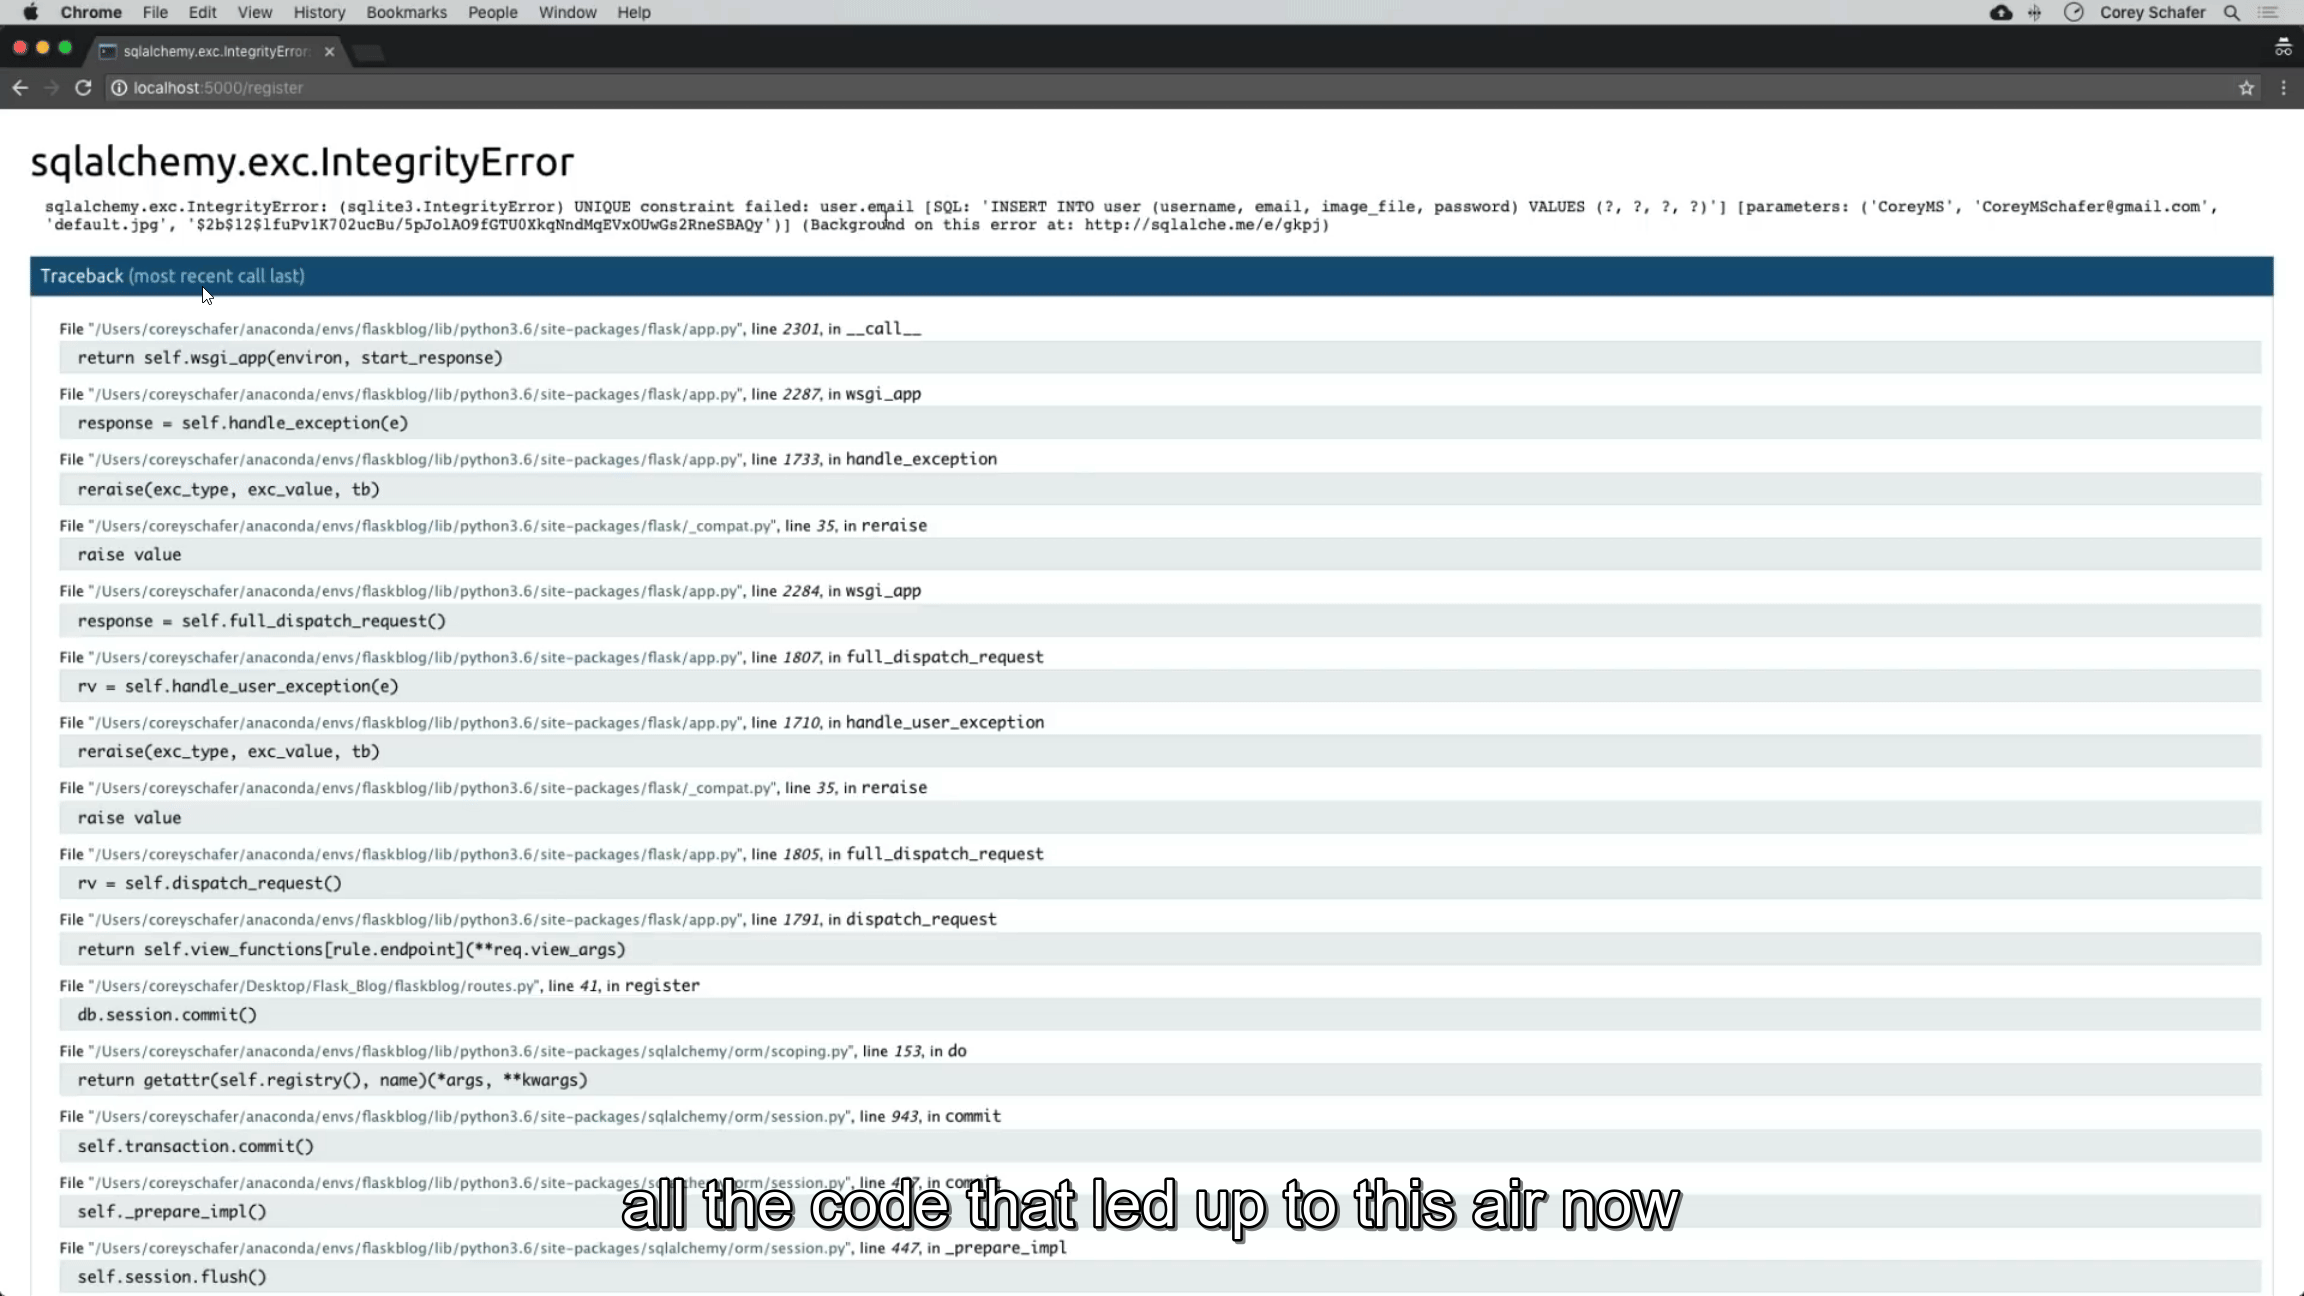 Chrome File Edit View History Bookmarks People Window Help Corey Schafer
sqlalchemy.exc.IntegrityError:
localhost:5000/register
sqlalchemy.exc.IntegrityError
sqlalchemy.exc.IntegrityError: (sqlite3.IntegrityError) UNIQUE constraint failed: user.email [SQL: 'INSERT INTO user (username, email, image_file, password) VALUES (?, ?, ?, ?)'] [parameters: ('CoreyMS', 'CoreyMSchafer@gmail.com',
'default.jpg', '$2b$12$lfuPvlK702ucBu/5pJolAO9fGTU0XkqNndMqEVxOUwGs2RneSBAQy')] (Background on this error at: http://sqlalche.me/e/gkpj)
Traceback (most recent call last)
File "/Users/coreyschafer/anaconda/envs/flaskblog/lib/python3.6/site-packages/flask/app.py", line 2301, in __call__
return self.wsgi_app(environ, start_response)
File "/Users/coreyschafer/anaconda/envs/flaskblog/lib/python3.6/site-packages/flask/app.py", line 2287, in wsgi_app
response = self.handle_exception(e)
File "/Users/coreyschafer/anaconda/envs/flaskblog/lib/python3.6/site-packages/flask/app.py", line 1733, in handle_exception
reraise(exc_type, exc_value, tb)
File "/Users/coreyschafer/anaconda/envs/flaskblog/lib/python3.6/site-packages/flask/_compat.py", line 35, in reraise
raise value
File "/Users/coreyschafer/anaconda/envs/flaskblog/lib/python3.6/site-packages/flask/app.py", line 2284, in wsgi_app
response = self.full_dispatch_request()
File "/Users/coreyschafer/anaconda/envs/flaskblog/lib/python3.6/site-packages/flask/app.py", line 1807, in full_dispatch_request
rv = self.handle_user_exception(e)
File "/Users/coreyschafer/anaconda/envs/flaskblog/lib/python3.6/site-packages/flask/app.py", line 1710, in handle_user_exception
reraise(exc_type, exc_value, tb)
File "/Users/coreyschafer/anaconda/envs/flaskblog/lib/python3.6/site-packages/flask/_compat.py", line 35, in reraise
raise value
File "/Users/coreyschafer/anaconda/envs/flaskblog/lib/python3.6/site-packages/flask/app.py", line 1805, in full_dispatch_request
rv = self.dispatch_request()
File "/Users/coreyschafer/anaconda/envs/flaskblog/lib/python3.6/site-packages/flask/app.py", line 1791, in dispatch_request
return self.view_functions[rule.endpoint](**req.view_args)
File "/Users/coreyschafer/Desktop/Flask_Blog/flaskblog/routes.py", line 41, in register
db.session.commit()
File "/Users/coreyschafer/anaconda/envs/flaskblog/lib/python3.6/site-packages/sqlalchemy/orm/scoping.py", line 153, in do
return getattr(self.registry(), name)(*args, **kwargs)
File "/Users/coreyschafer/anaconda/envs/flaskblog/lib/python3.6/site-packages/sqlalchemy/orm/session.py", line 943, in commit
self.transaction.commit()
File "/Users/coreyschafer/anaconda/envs/flaskblog/lib/python3.6/site-packages/sqlalchemy/orm/session.py", line in commit
self._prepare_impl()
all the code that led up to this air now
File "/Users/coreyschafer/anaconda/envs/flaskblog/lib/python3.6/site-packages/sqlalchemy/orm/session.py", line 447, in _prepare_impl
self.session.flush()